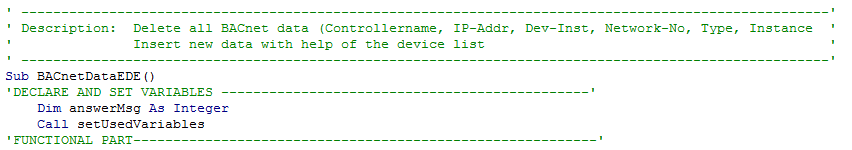 ' -----------------------------------------------------------------------------------------------------'
' Description:  Delete all BACnet data (Controllername, IP-Addr, Dev-Inst, Network-No, Type, Instance  '
'               Insert new data with help of the device list                                           '
' -----------------------------------------------------------------------------------------------------'
Sub BACnetDataEDE()
'DECLARE AND SET VARIABLES ----------------------------------------------'
    Dim answerMsg As Integer
    Call setUsedVariables
'FUNCTIONAL PART----------------------------------------------------------'